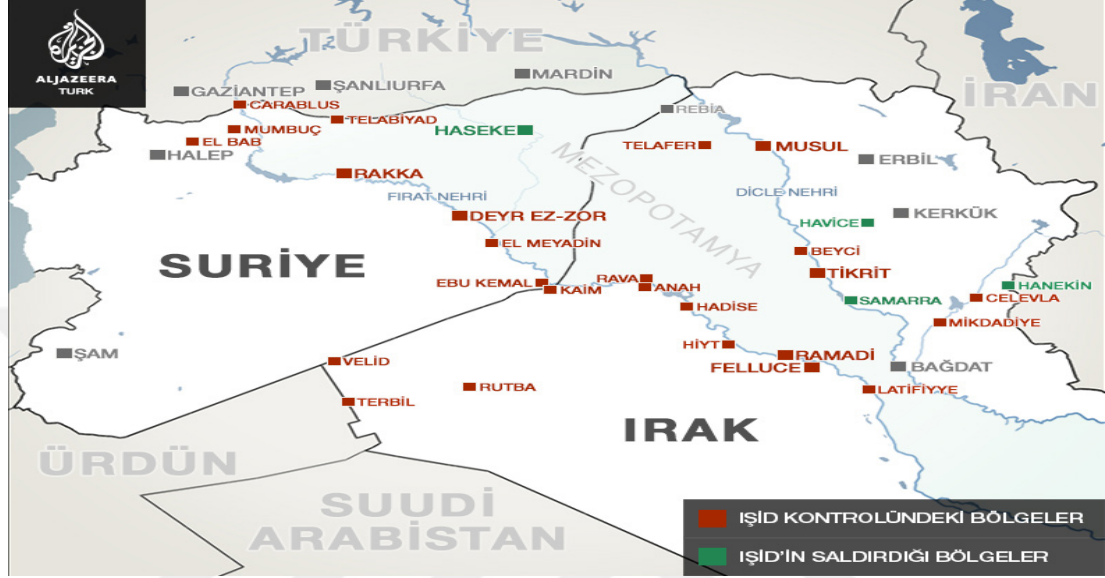 ALJAZEERA
TURK
TÜRKİYE
İRAN
MARDİN
GAZİANTEP
ŞANLIURFA
CARABLUS
REBİA
TELABİYAD
MUMBUÇ
HASEKE
EL BAB
TELAFER
MUSUL
HALEP
ERBİL
RAKKA
MEZOPOTAMYA
FIRAT NEHRİ
DİCLE NEHRİ
DEYR EZ-ZOR
KERKÜK
HAVİCE
EL MEYADİN
BEYCİ
SURİYE
TİKRİT
RAVA
EBU KEMAL
KAİM
ANAH
HANEKİN
CELEVLA
SAMARRA
HADİSE
MİKDADİYE
HİYT
ŞAM
RAMADİ
VELİD
FELLUCE
BAĞDAT
RUTBA
LATİFİYYE
TERBİL
IRAK
ÜRDÜN
SUUDİ
ARABİSTAN
IŞİD KONTROLÜNDEKİ BÖLGELER
IŞİD'İN SALDIRDIĞI BÖLGELER